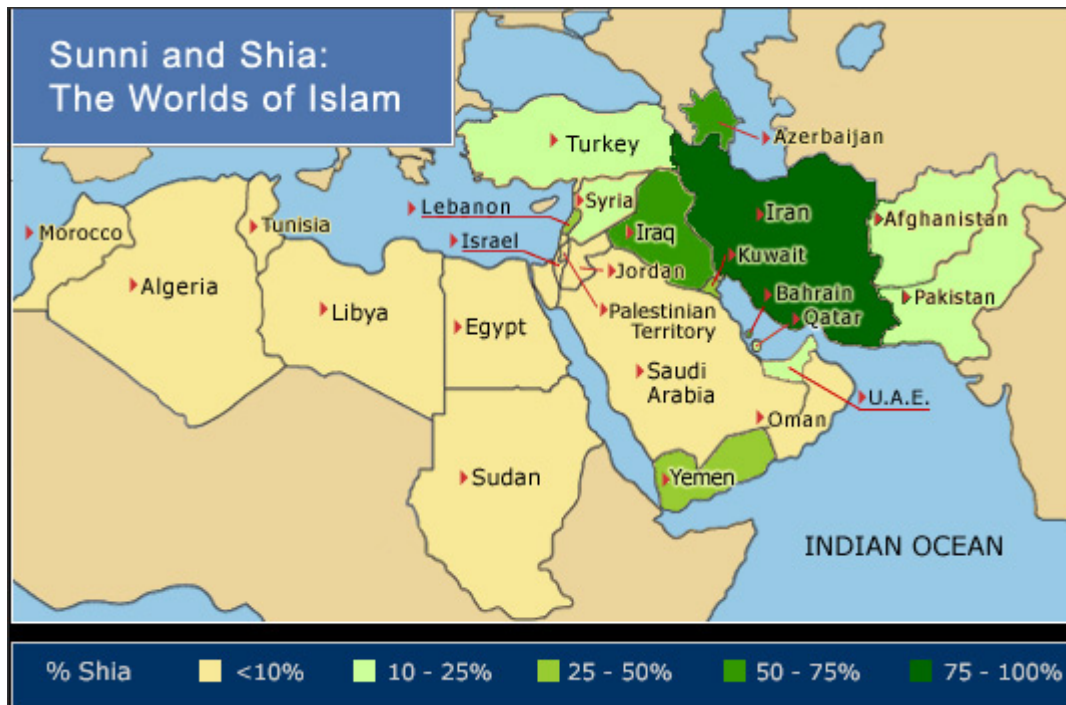 Sunni and Shia:
The Worlds of Islam
Turkey
Azerbaijan
Lebanon
Syria
Iran
Afghanistan
Morocco
Tunisia
Israel
Iraq
Kuwait
Algeria
Jordan
Bahrain
Pakistan
Libya
Egypt
Palestinian
Territory
Qatar
Saudi
Arabia
U.A.E.
Oman
Sudan
Yemen
INDIAN OCEAN
% Shia <10% 10 - 25% 25 - 50% 50 - 75% 75 - 100%